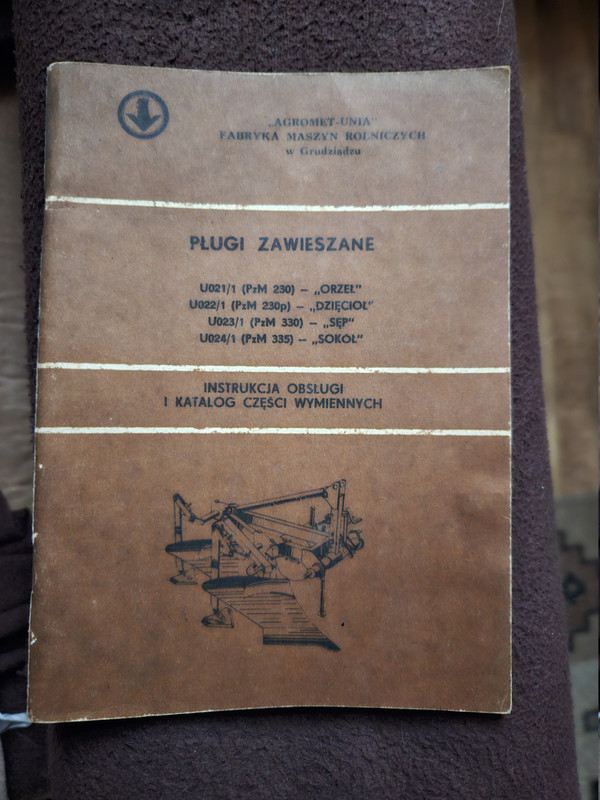 „AGROMET-UNIA"
FABRYKA MASZYN ROLNICZYCH
w Grudziądzu
PŁUGI ZAWIESZANE
U021/1 (PzM 230) — „ORZEŁ"
U022/1 (PzM 230p) — „DZIĘCIOŁ"
U023/1 (PzM 330) — „SĘP"
U024/1 (PzM 335) — „SOKÓŁ"
INSTRUKCJA OBSŁUGI
I KATALOG CZĘŚCI WYMIENNYCH